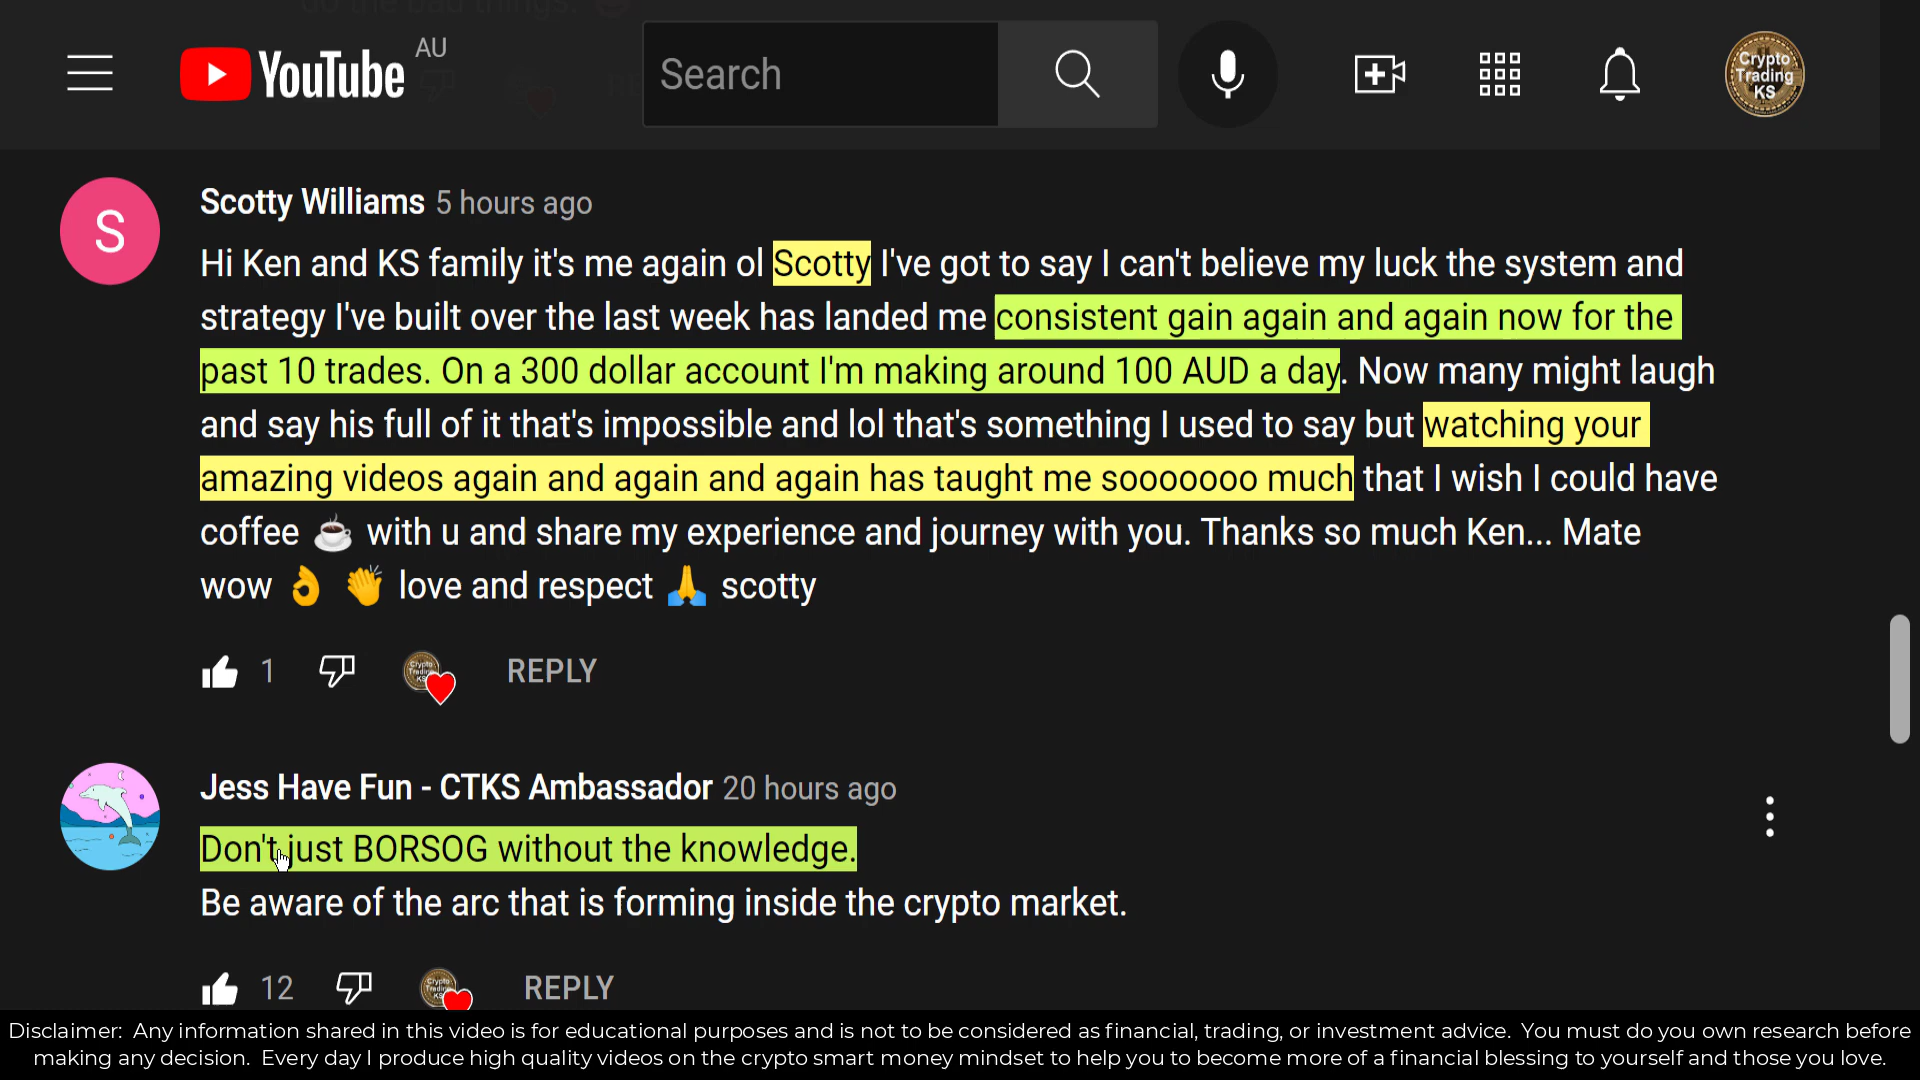 do the bad things.
AU
YouTube
Search
RE
Crypto Trading KS
Scotty Williams 5 hours ago
S
Hi Ken and KS family it's me again ol Scotty I've got to say I can't believe my luck the system and
strategy I've built over the last week has landed me consistent gain again and again now for the
past 10 trades. On a 300 dollar account I'm making around 100 AUD a day. Now many might laugh
and say his full of it that's impossible and lol that's something I used to say but watching your
amazing videos again and again and again has taught me sooooooo much that I wish I could have
coffee ☕ with u and share my experience and journey with you. Thanks so much Ken... Mate
wow 👌 👏 love and respect 🙏 scotty
1 REPLY
Jess Have Fun - CTKS Ambassador 20 hours ago
Don't just BORSOG without the knowledge.
Be aware of the arc that is forming inside the crypto market.
12 REPLY
Disclaimer: Any information shared in this video is for educational purposes and is not to be considered as financial, trading, or investment advice. You must do you own research before
making any decision. Every day I produce high quality videos on the crypto smart money mindset to help you to become more of a financial blessing to yourself and those you love.